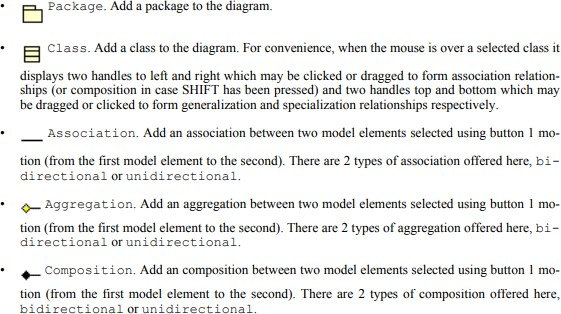 • Package. Add a package to the diagram.
• Class. Add a class to the diagram. For convenience, when the mouse is over a selected class it
displays two handles to left and right which may be clicked or dragged to form association relation-
ships (or composition in case SHIFT has been pressed) and two handles top and bottom which may
be dragged or clicked to form generalization and specialization relationships respectively.
• Association. Add an association between two model elements selected using button 1 mo-
tion (from the first model element to the second). There are 2 types of association offered here, bi-
directional or unidirectional.
• Aggregation. Add an aggregation between two model elements selected using button 1 mo-
tion (from the first model element to the second). There are 2 types of aggregation offered here, bi-
directional or unidirectional.
• Composition. Add an composition between two model elements selected using button 1 mo-
tion (from the first model element to the second). There are 2 types of composition offered here,
bidirectional or unidirectional.